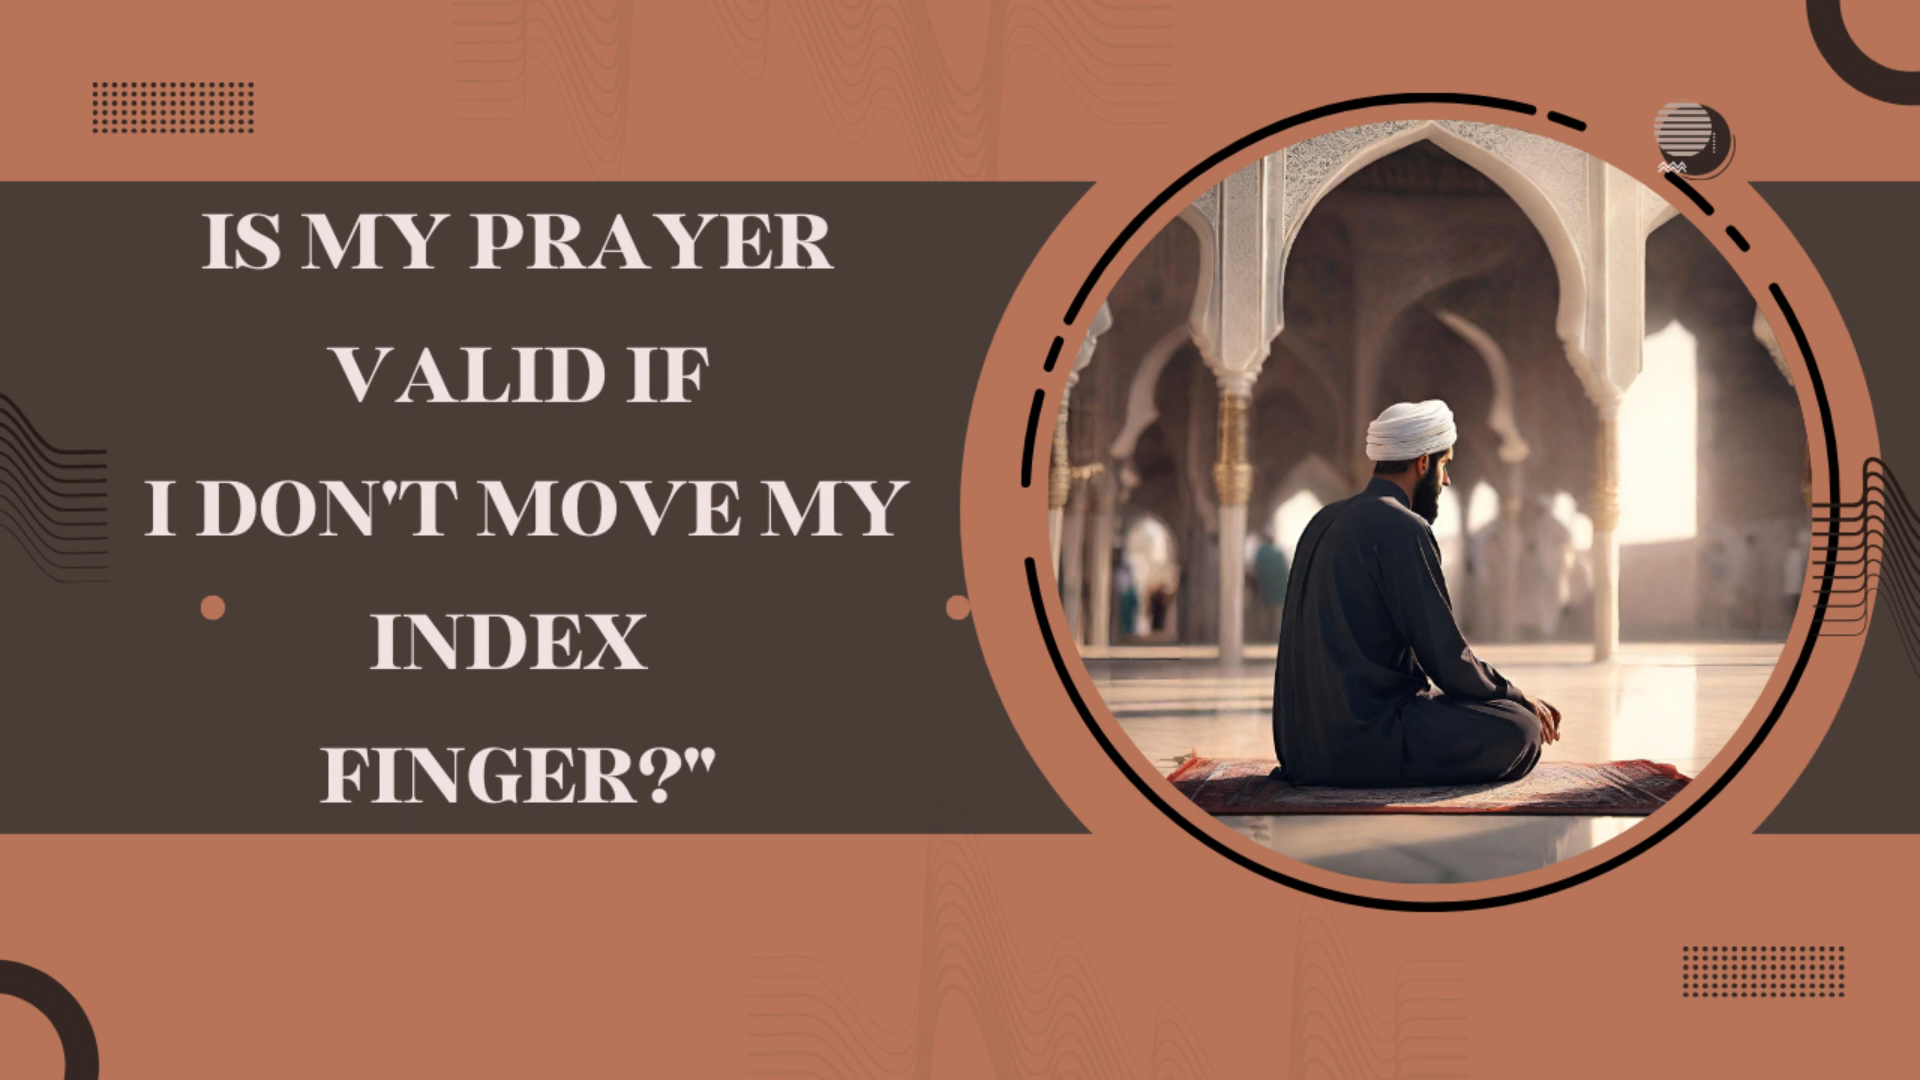 IS MY PRAYER
VALID IF
I DON'T MOVE MY
INDEX
FINGER?"